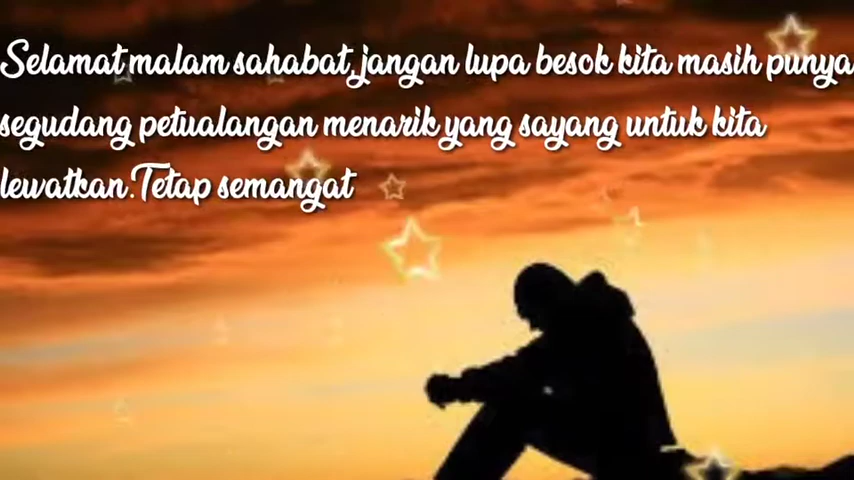 Selamat malam sahabat,jangan lupa besok kita masih punya
segudang petualangan menarik yang sayang untuk kita
lewatkan.Tetap semangat